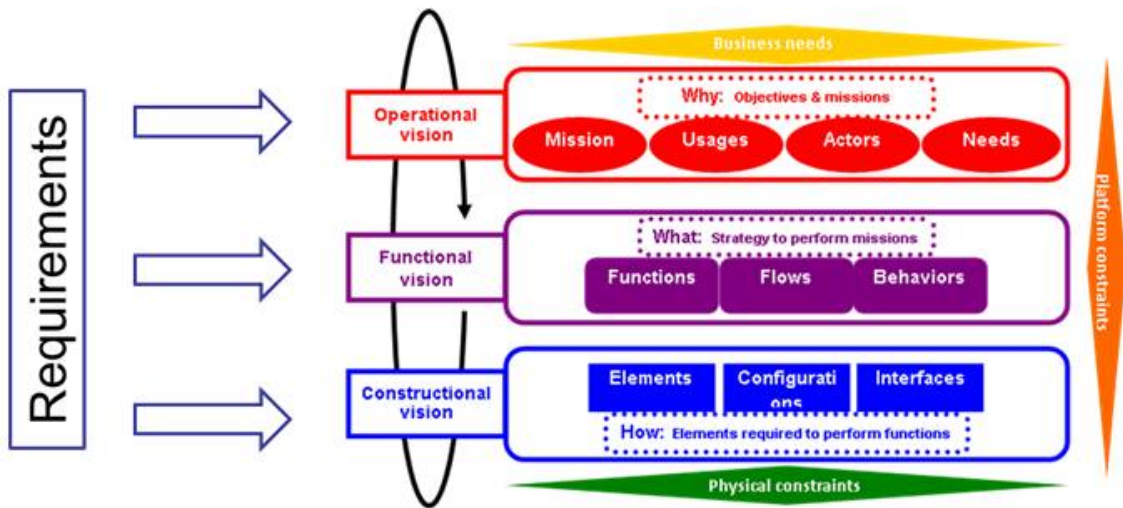 Requirements
Business needs
Operational
vision
Why: Objectives & missions
Mission
Usages
Actors
Needs
Functional
vision
What: Strategy to perform missions
Functions
Flows
Behaviors
Constructional
vision
Elements
Configurati
ons
Interfaces
How: Elements required to perform functions
Physical constraints
Platform constraints